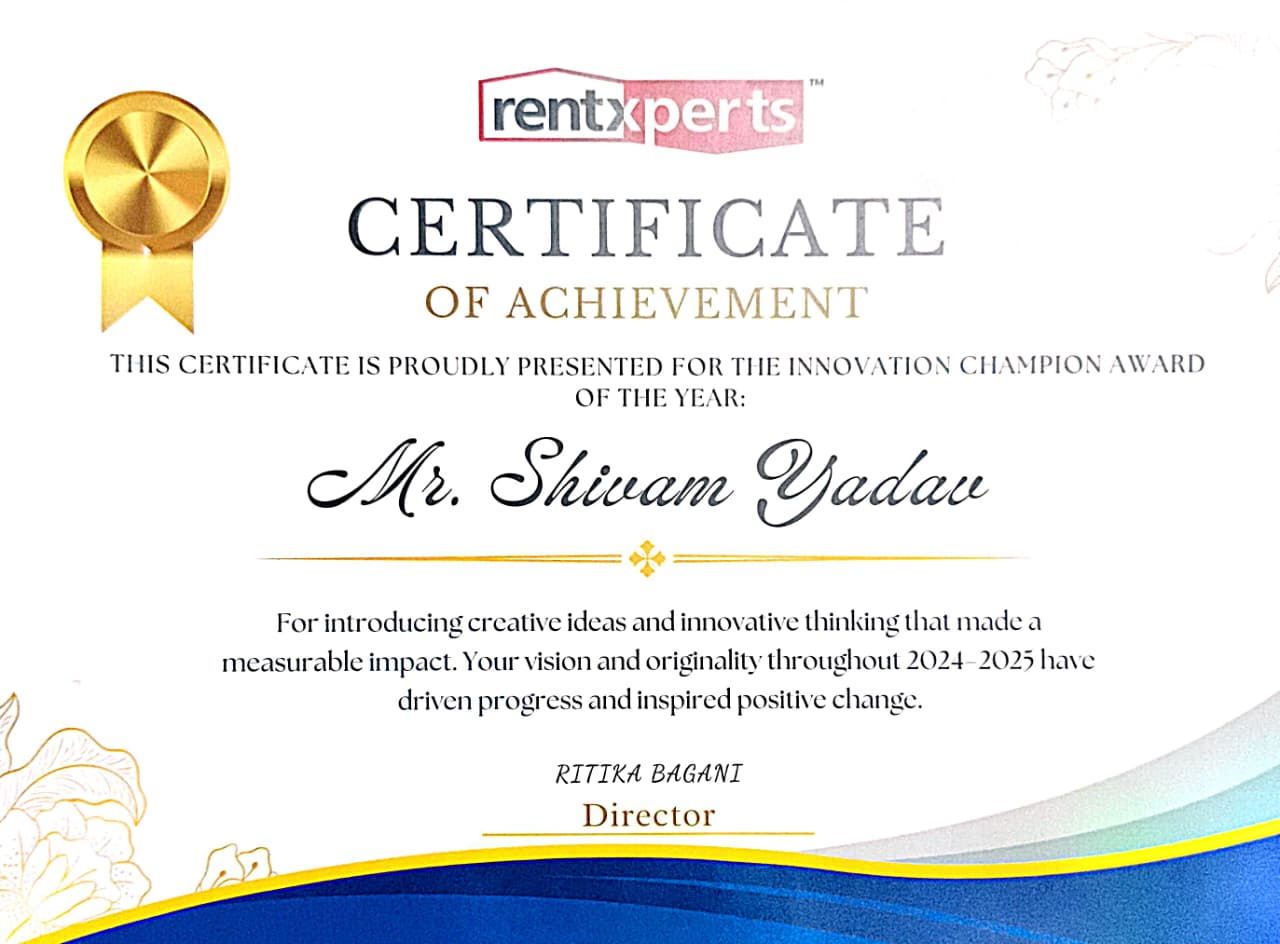 rentxperts™
CERTIFICATE
OF ACHIEVEMENT
THIS CERTIFICATE IS PROUDLY PRESENTED FOR THE INNOVATION CHAMPION AWARD
OF THE YEAR:
Mr. Shivam Yadav
For introducing creative ideas and innovative thinking that made a
measurable impact. Your vision and originality throughout 2024-2025 have
driven progress and inspired positive change.
RITIKA BAGANI
Director